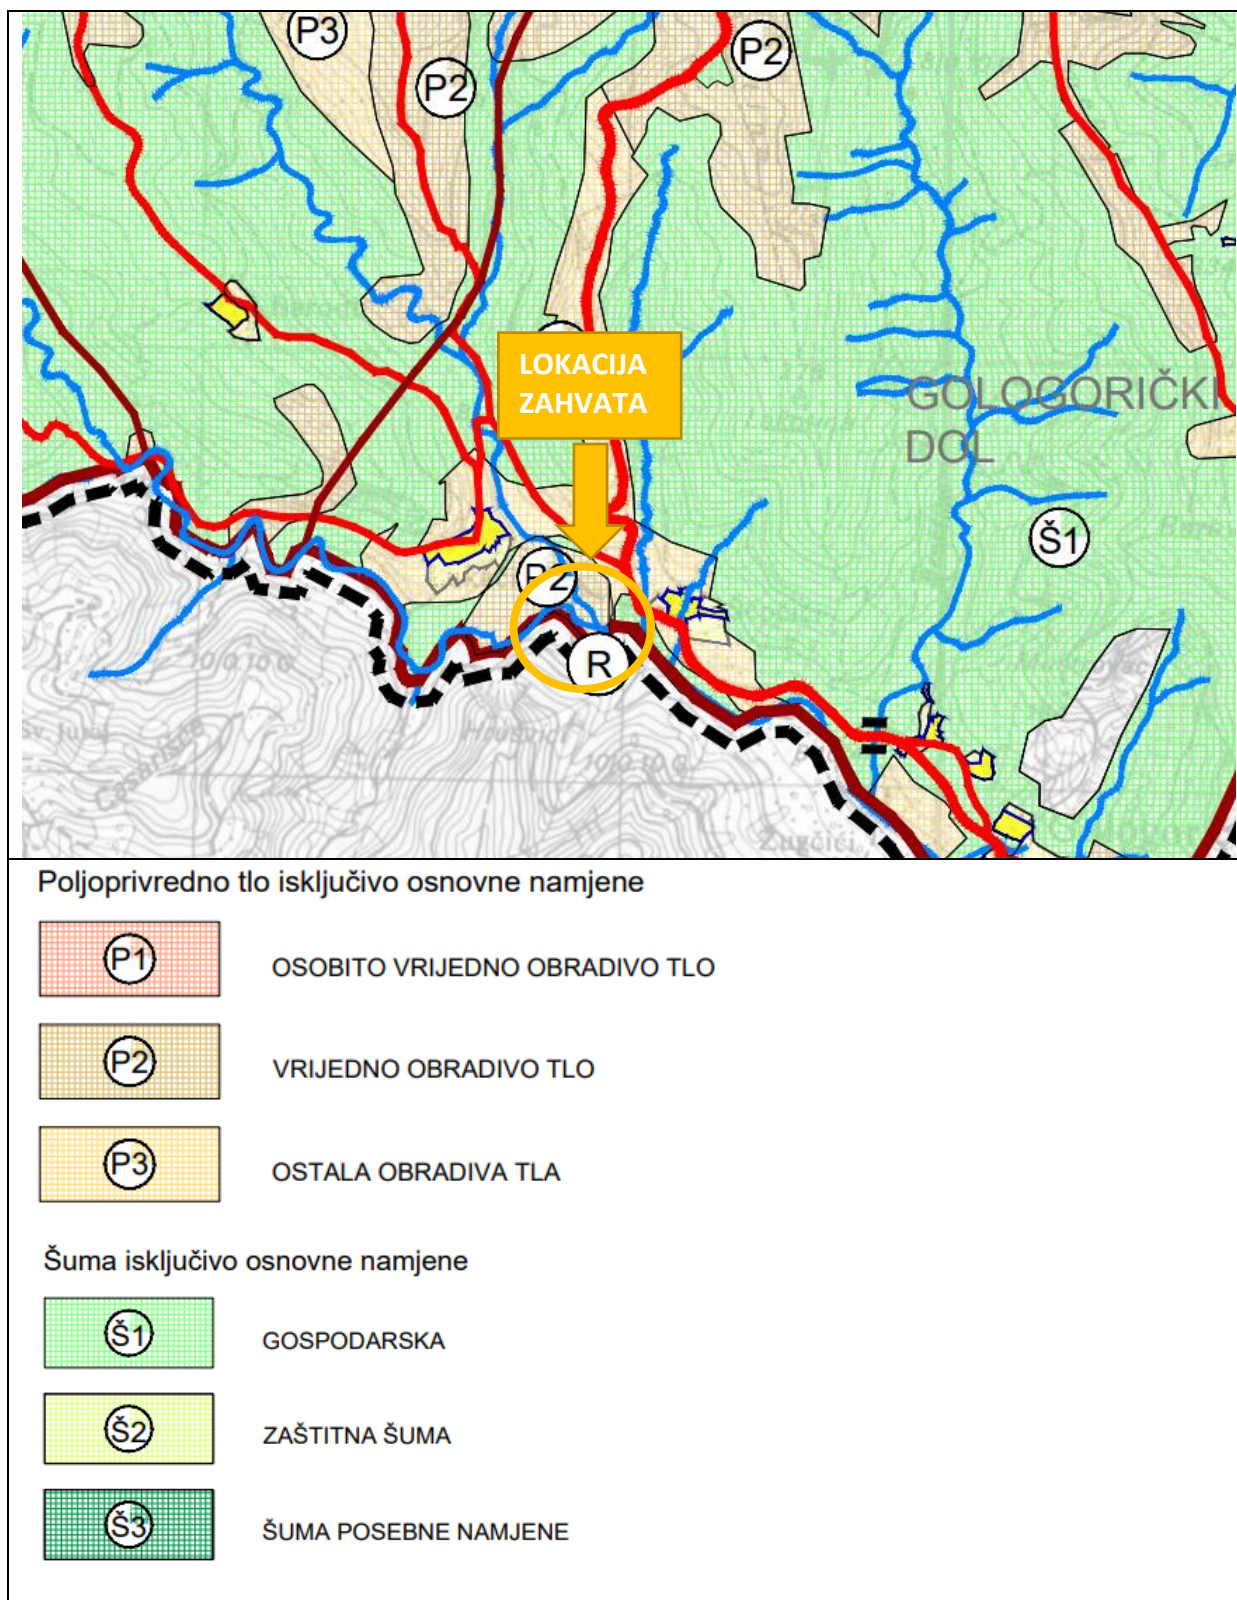 P3
P2
P2
LOKACIJA
ZAHVATA
GOLOGORIČKI
DOL
Š1
P2
R
Zugčići
Poljoprivredno tlo isključivo osnovne namjene
P1
OSOBITO VRIJEDNO OBRADIVO TLO
P2
VRIJEDNO OBRADIVO TLO
P3
OSTALA OBRADIVA TLA
Šuma isključivo osnovne namjene
Š1
GOSPODARSKA
Š2
ZAŠTITNA ŠUMA
Š3
ŠUMA POSEBNE NAMJENE